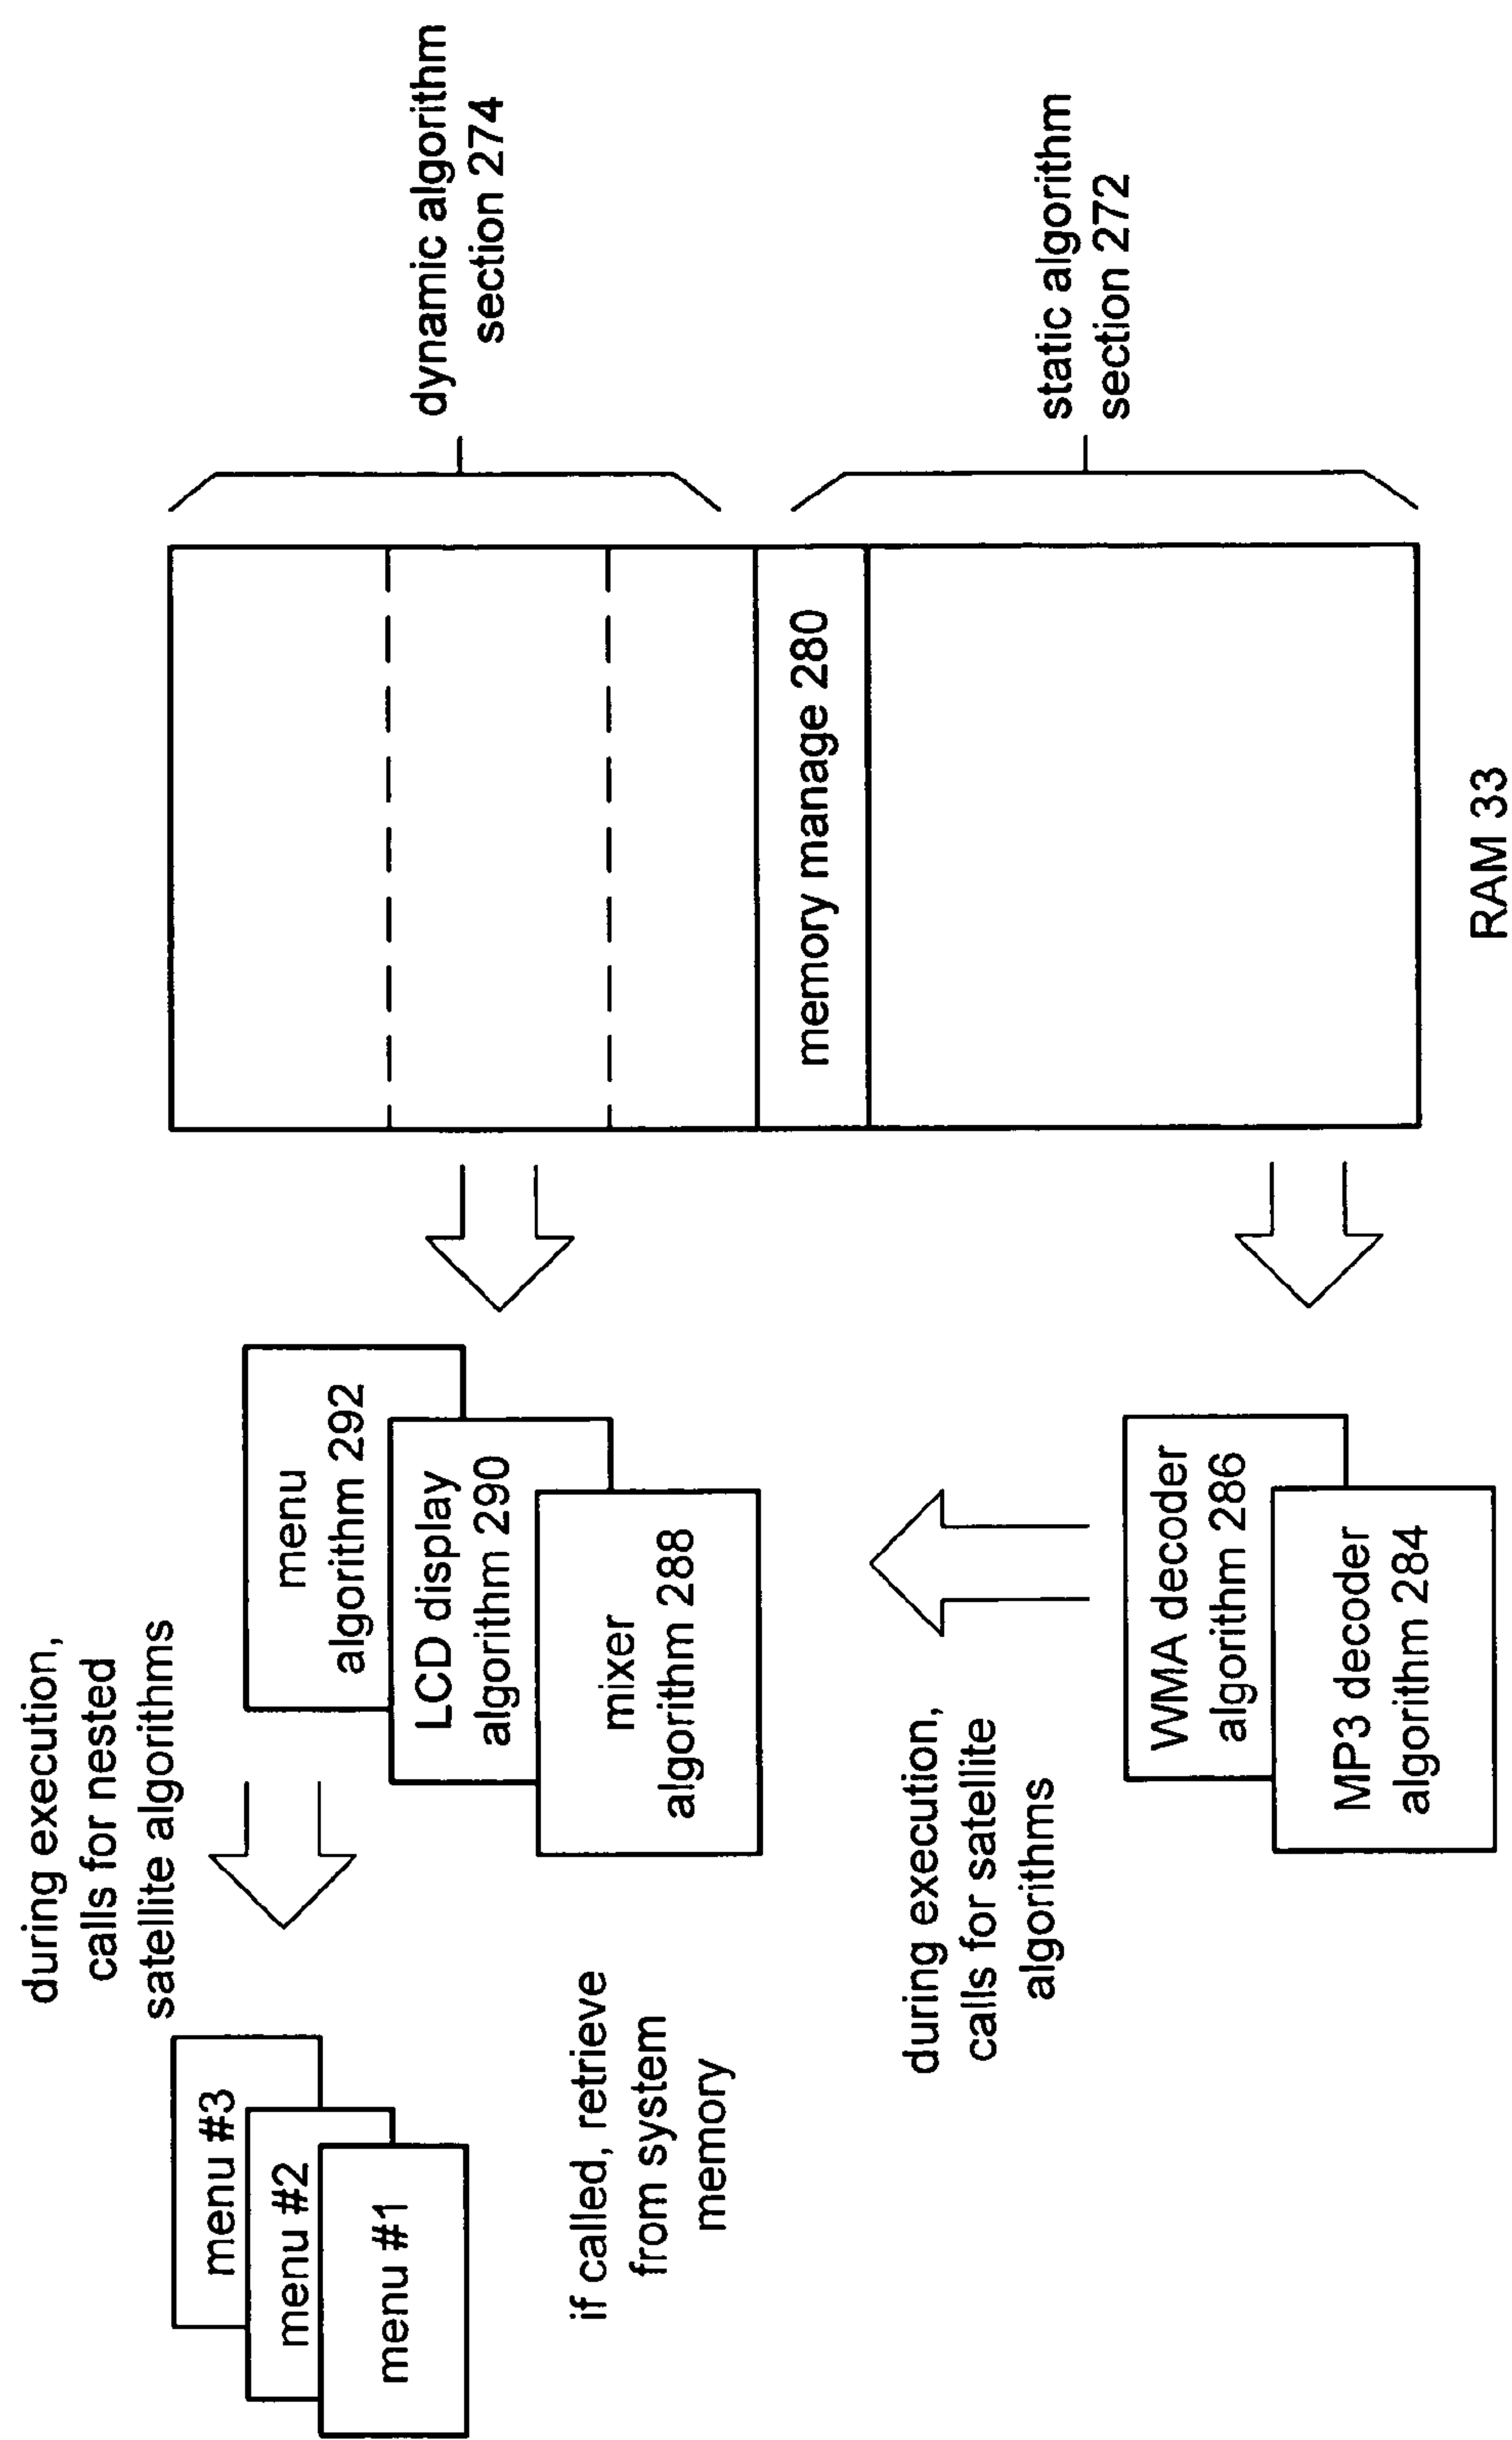 during execution,
calls for nested
satellite algorithms
menu #3
menu #2
menu #1
menu
algorithm 292
LCD display
algorithm 290
mixer
algorithm 288
if called, retrieve
from system
memory
during execution,
calls for satellite
algorithms
WMA decoder
algorithm 286
MP3 decoder
algorithm 284
memory manage 280
dynamic algorithm
section 274
static algorithm
section 272
RAM 33